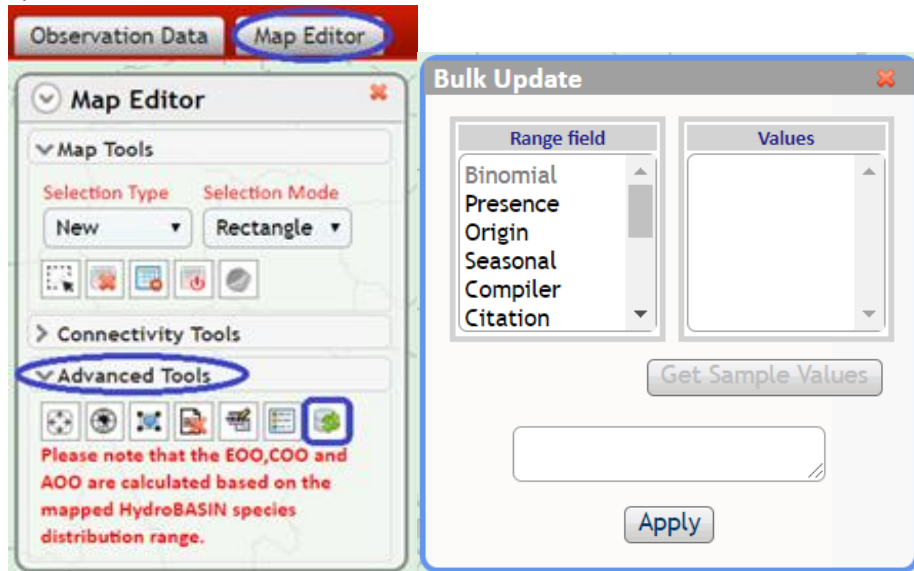 Observation Data
Map Editor
Map Editor
Map Tools
Selection Type Selection Mode
New Rectangle
Connectivity Tools
Advanced Tools
Please note that the EOO,COO and
AOO are calculated based on the
mapped HydroBASIN species
distribution range.
Bulk Update
Range field
Values
Binomial
Presence
Origin
Seasonal
Compiler
Citation
Get Sample Values
Apply